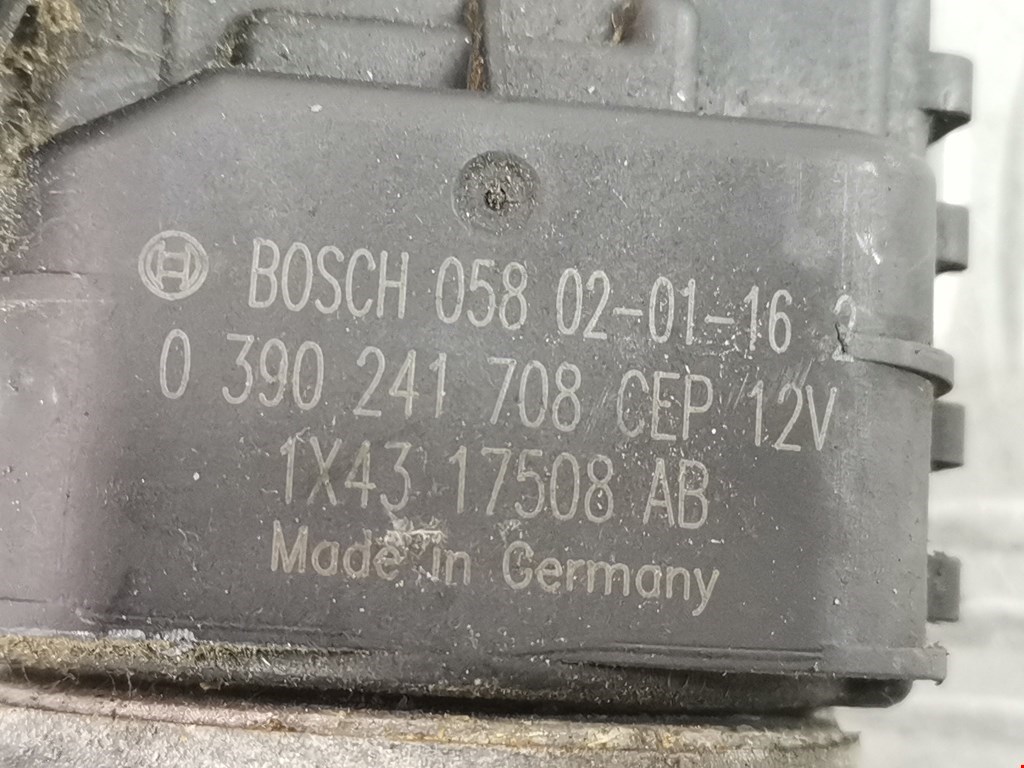 BOSCH 058 02-01-16 2
0 390 241 708 CEP 12V
1X43 17508 AB
Made in Germany